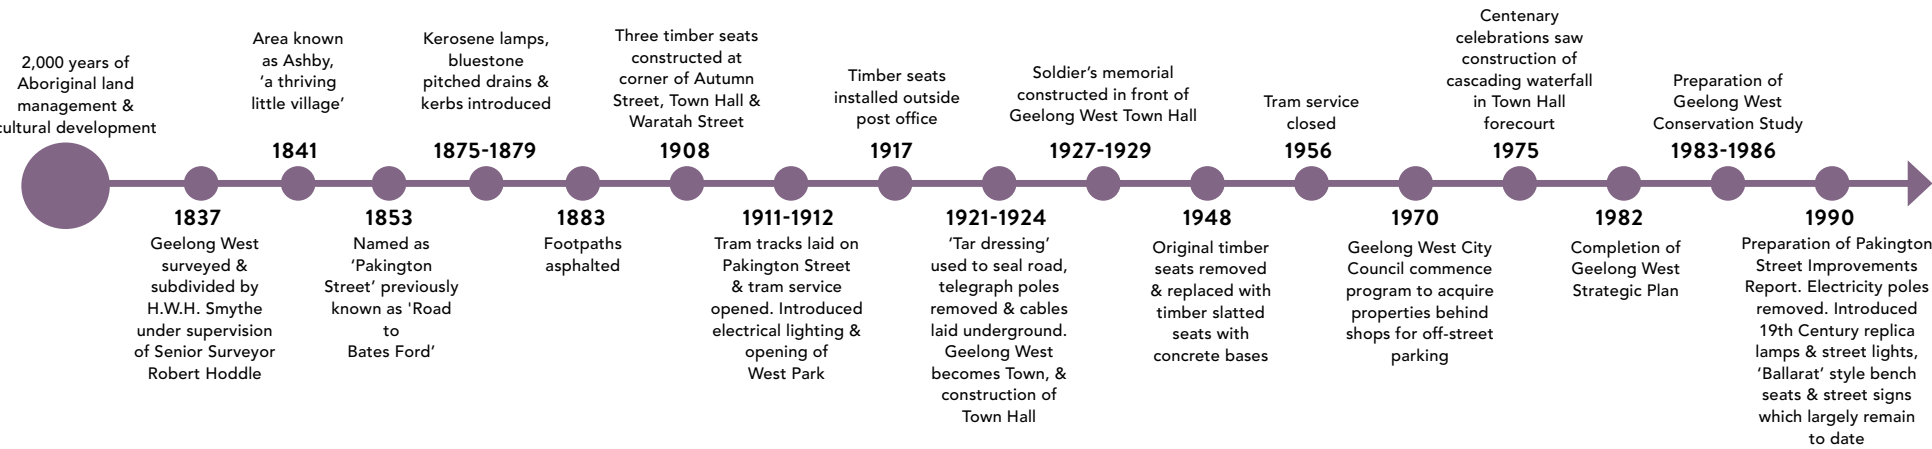 2,000 years of
Aboriginal land
management &
cultural development
1837
Geelong West
surveyed &
subdivided by
H.W.H. Smythe
under supervision
of Senior Surveyor
Robert Hoddle
Area known
as Ashby,
‘a thriving
little village’
1841
1853
Named as
‘Pakington
Street’ previously
known as 'Road
to
Bates Ford’
Kerosene lamps,
bluestone
pitched drains &
kerbs introduced
1875-1879
1883
Footpaths
asphalted
Three timber seats
constructed at
corner of Autumn
Street, Town Hall &
Waratah Street
1908
1911-1912
Tram tracks laid on
Pakington Street
& tram service
opened. Introduced
electrical lighting &
opening of
West Park
Timber seats
installed outside
post office
1917
1921-1924
‘Tar dressing’
used to seal road,
telegraph poles
removed & cables
laid underground.
Geelong West
becomes Town, &
construction of
Town Hall
Soldier’s memorial
constructed in front of
Geelong West Town Hall
1927-1929
1948
Original timber
seats removed
& replaced with
timber slatted
seats with
concrete bases
Tram service
closed
1956
1970
Geelong West City
Council commence
program to acquire
properties behind
shops for off-street
parking
Centenary
celebrations saw
construction of
cascading waterfall
in Town Hall
forecourt
1975
1982
Completion of
Geelong West
Strategic Plan
Preparation of
Geelong West
Conservation Study
1983-1986
1990
Preparation of Pakington
Street Improvements
Report. Electricity poles
removed. Introduced
19th Century replica
lamps & street lights,
‘Ballarat’ style bench
seats & street signs
which largely remain
to date